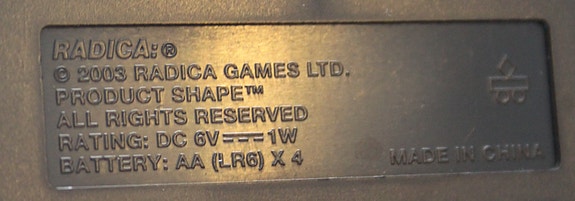 RADICA:®
© 2003 RADICA GAMES LTD.
PRODUCT SHAPE™
ALL RIGHTS RESERVED
RATING: DC 6V⎓1W
BATTERY: AA (LR6) X 4
MADE IN CHINA